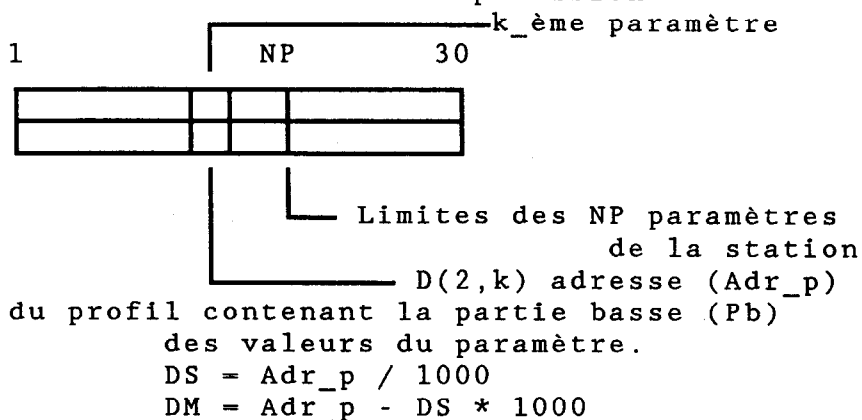 k_ème paramètre
1 NP 30
Limites des NP paramètres
de la station
D(2,k) adresse (Adr_p)
du profil contenant la partie basse (Pb)
des valeurs du paramètre.
DS = Adr_p / 1000
DM = Adr_p - DS * 1000